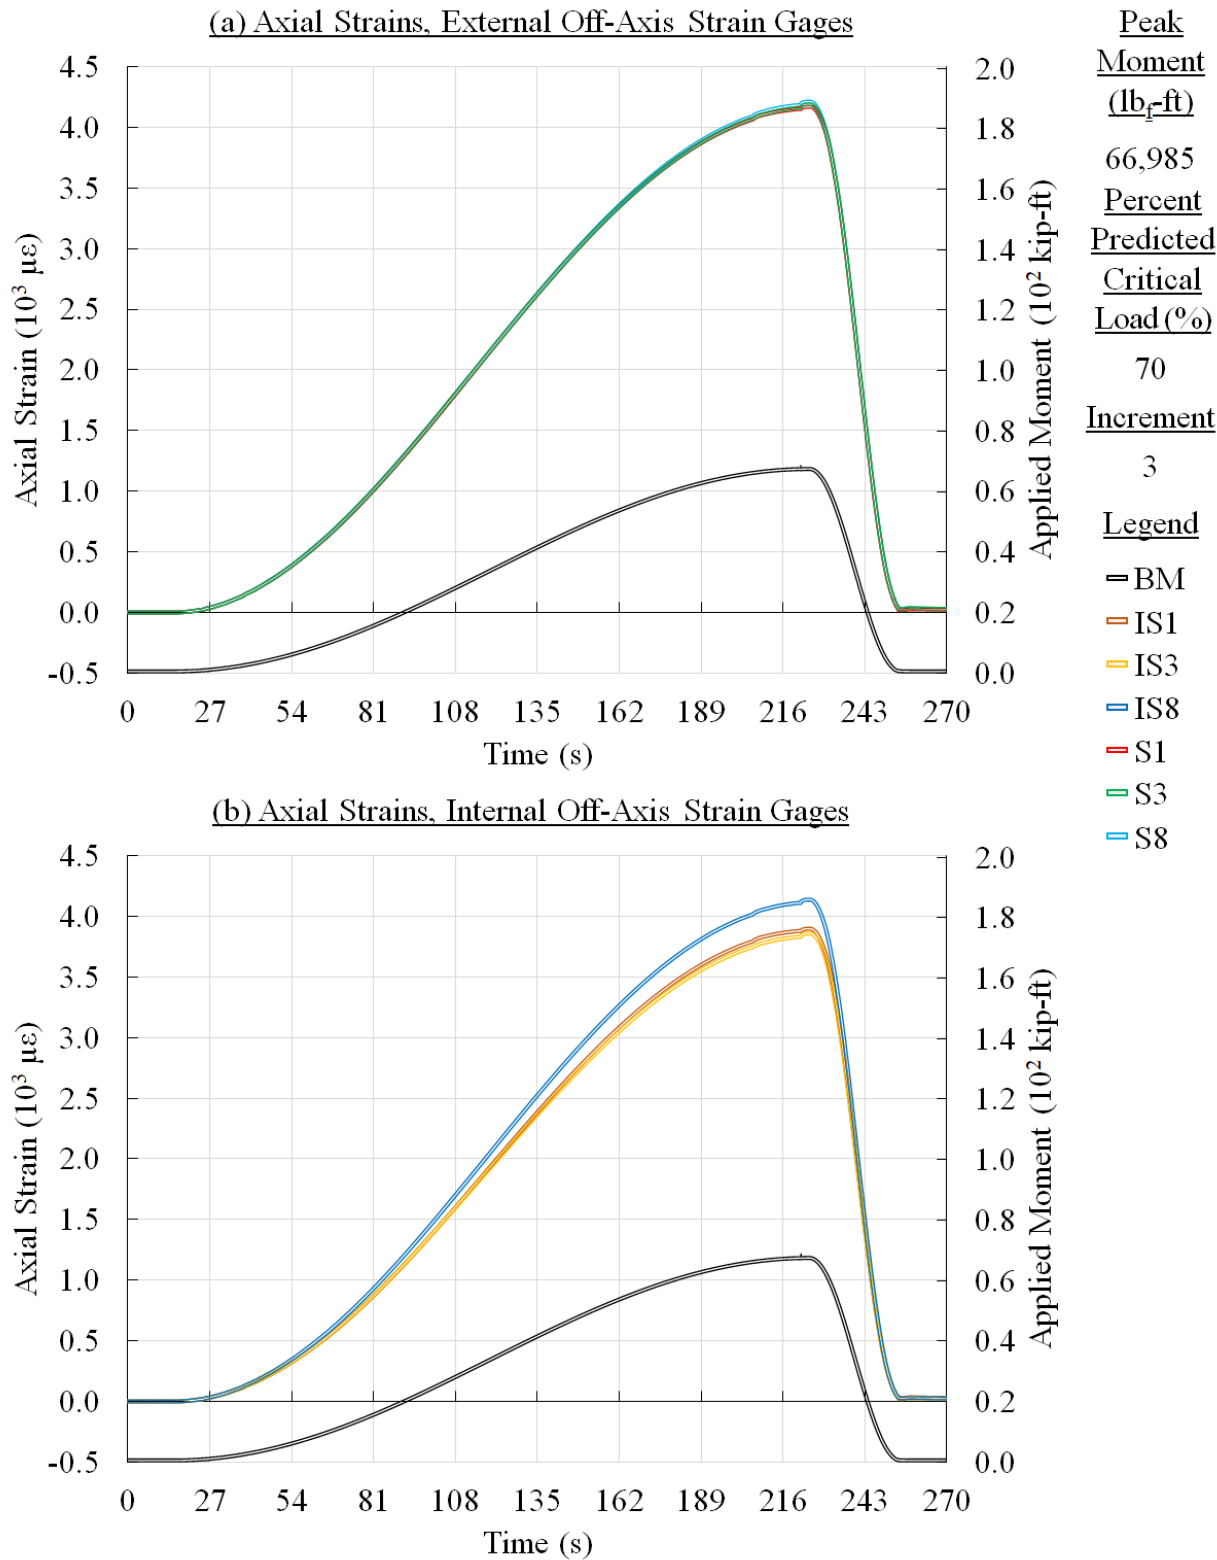 (a) Axial Strains, External Off-Axis Strain Gages
4.5
4.0
3.5
3.0
2.5
2.0
1.5
1.0
0.5
0.0
-0.5
Axial Strain (10³ µε)
2.0
1.8
1.6
1.4
1.2
1.0
0.8
0.6
0.4
0.2
0.0
Applied Moment (10² kip-ft)
0 27 54 81 108 135 162 189 216 243 270
Time (s)
Peak
Moment
(lb_f-ft)
66,985
Percent
Predicted
Critical
Load (%)
70
Increment
3
Legend
BM
IS1
IS3
IS8
S1
S3
S8
(b) Axial Strains, Internal Off-Axis Strain Gages
4.5
4.0
3.5
3.0
2.5
2.0
1.5
1.0
0.5
0.0
-0.5
Axial Strain (10³ µε)
2.0
1.8
1.6
1.4
1.2
1.0
0.8
0.6
0.4
0.2
0.0
Applied Moment (10² kip-ft)
0 27 54 81 108 135 162 189 216 243 270
Time (s)